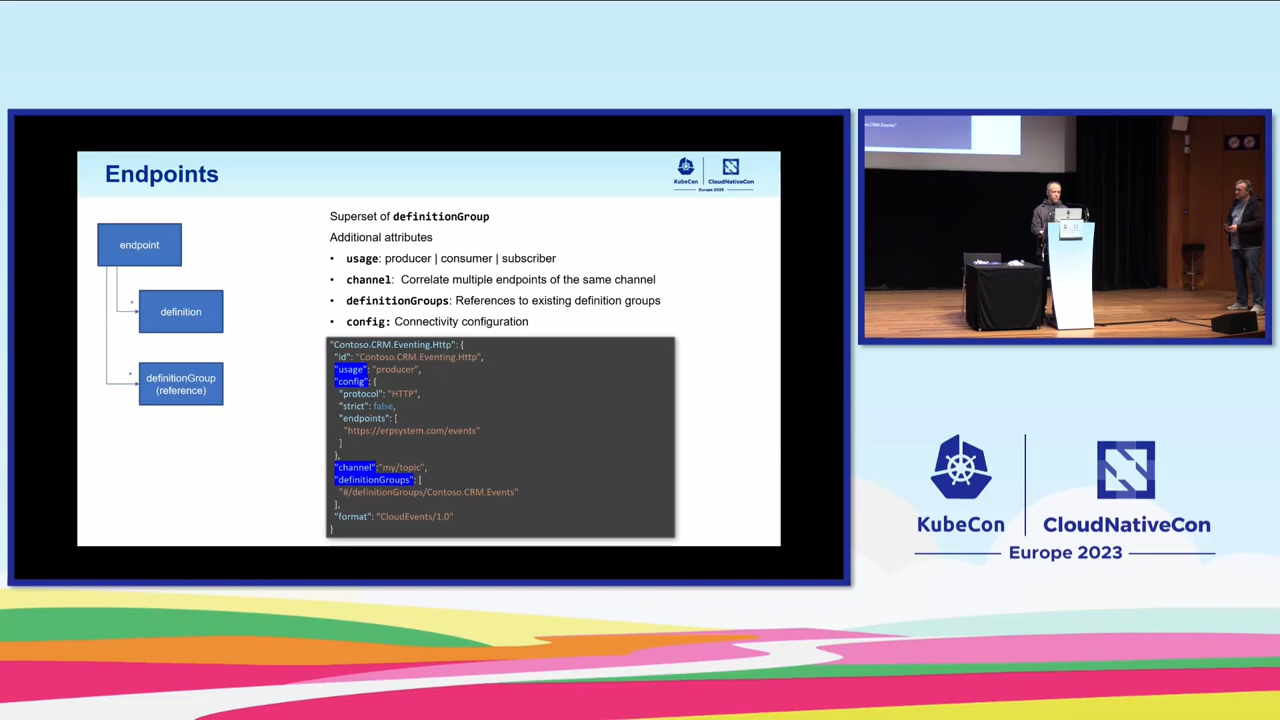 Endpoints
KubeCon
CloudNativeCon
Europe 2023
endpoint
*
definition
*
definitionGroup
(reference)
Superset of definitionGroup
Additional attributes
• usage: producer | consumer | subscriber
• channel: Correlate multiple endpoints of the same channel
• definitionGroups: References to existing definition groups
• config: Connectivity configuration
"Contoso.CRM.Eventing.Http": {
"id": "Contoso.CRM.Eventing.Http",
"usage": "producer",
"config": {
"protocol": "HTTP",
"strict": false,
"endpoints": [
"https://erpsystem.com/events"
]
},
"channel":"my/topic",
"definitionGroups": [
"#/definitionGroups/Contoso.CRM.Events"
],
"format": "CloudEvents/1.0"
}
so.CRM.Events"
KubeCon
CloudNativeCon
Europe 2023